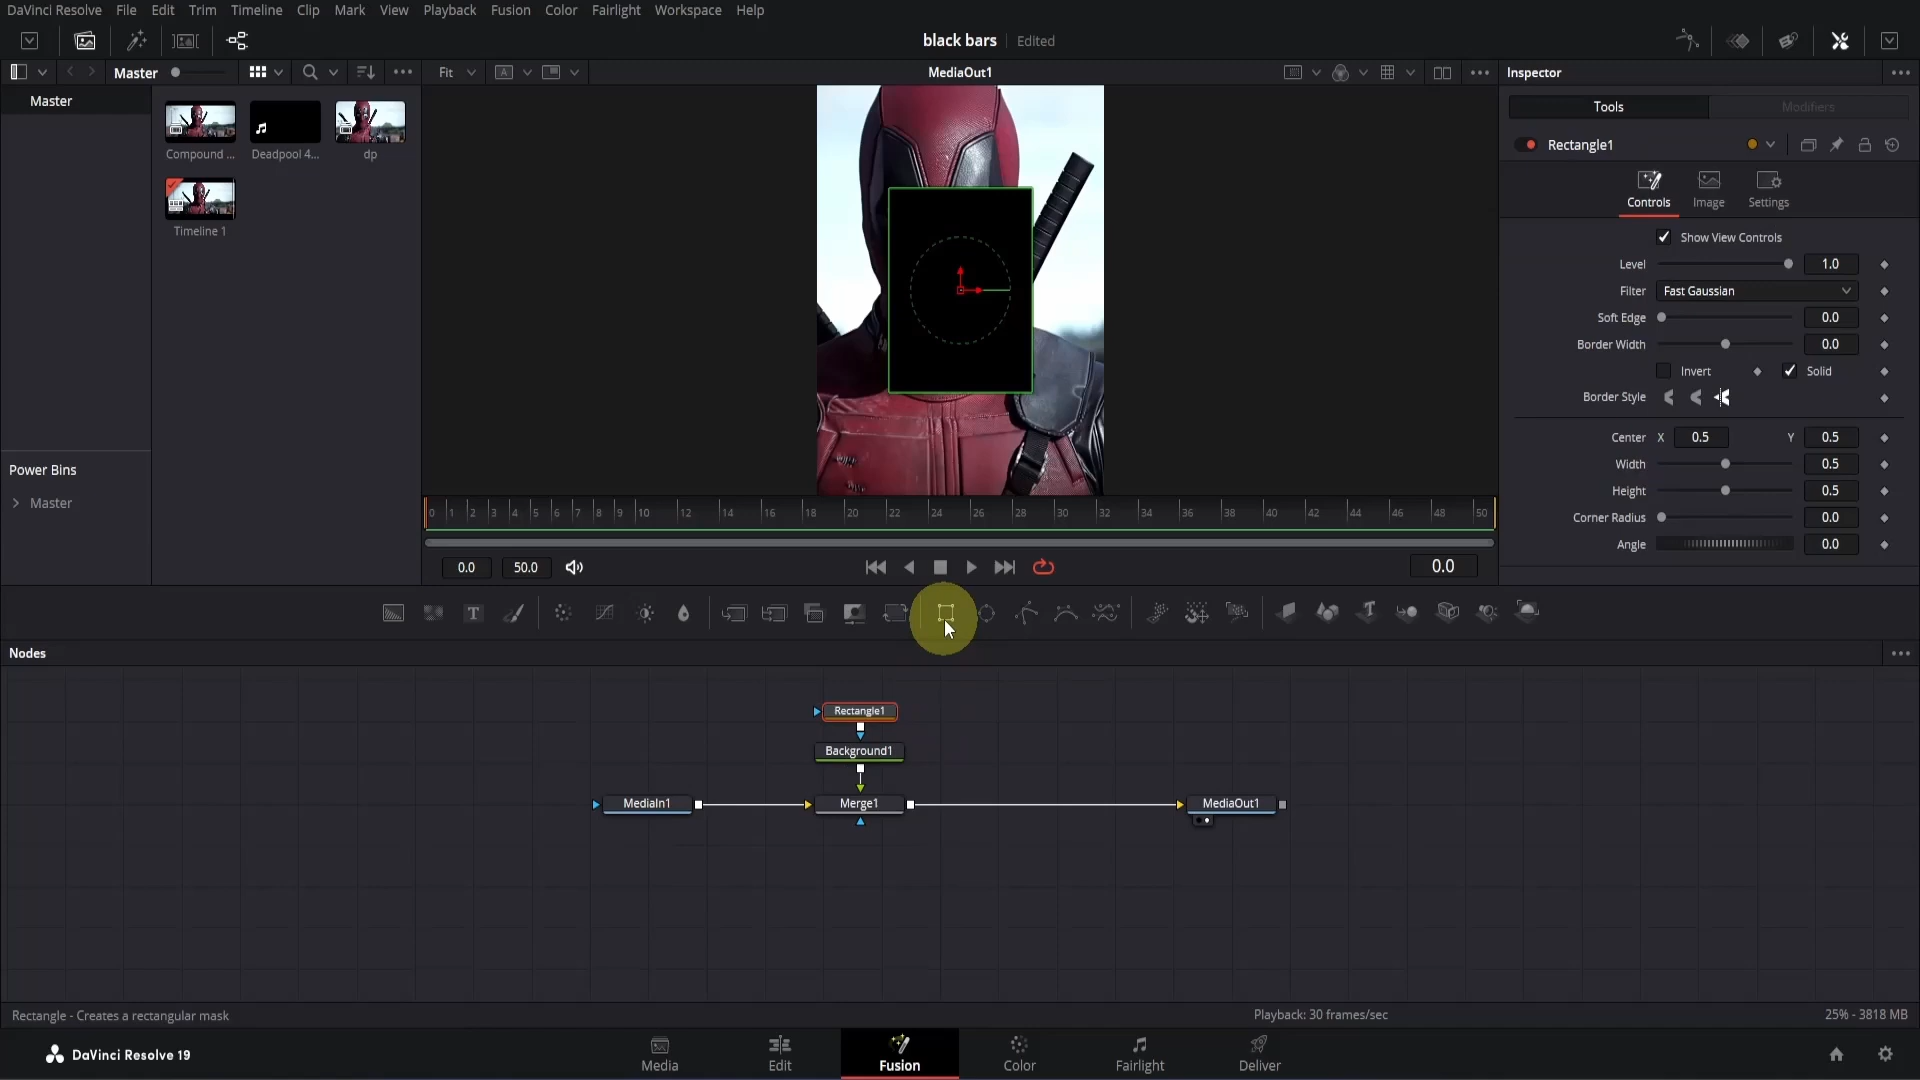 DaVinci Resolve File Edit Trim Timeline Clip Mark View Playback Fusion Color Fairlight Workspace Help
black bars Edited
Master
Fit
MediaOut1
Inspector
Master
Compound ...
Deadpool 4...
dp
Timeline 1
Power Bins
Master
Tools Modifiers
Rectangle1
Controls Image Settings
Show View Controls
Level 1.0
Filter Fast Gaussian
Soft Edge 0.0
Border Width 0.0
Invert Solid
Border Style
Center X 0.5 Y 0.5
Width 0.5
Height 0.5
Corner Radius 0.0
Angle 0.0
0 1 2 3 4 5 6 7 8 9 10 12 14 16 18 20 22 24 26 28 30 32 34 36 38 40 42 44 46 48 50
0.0 50.0 0.0
T T
Nodes
Rectangle1
Background1
MediaIn1 Merge1 MediaOut1
Rectangle - Creates a rectangular mask
Playback: 30 frames/sec
25% - 3818 MB
DaVinci Resolve 19
Media Edit Fusion Color Fairlight Deliver